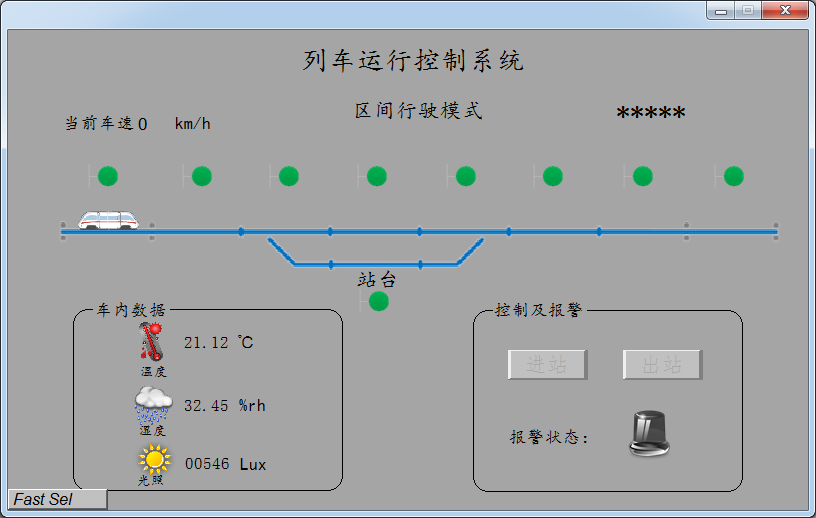 列车运行控制系统
当前车速0 km/h
区间行驶模式
*****
站台
车内数据
21.12 ℃
温度
32.45 %rh
湿度
00546 Lux
光照
控制及报警
进站 出站
报警状态:
Fast Sel